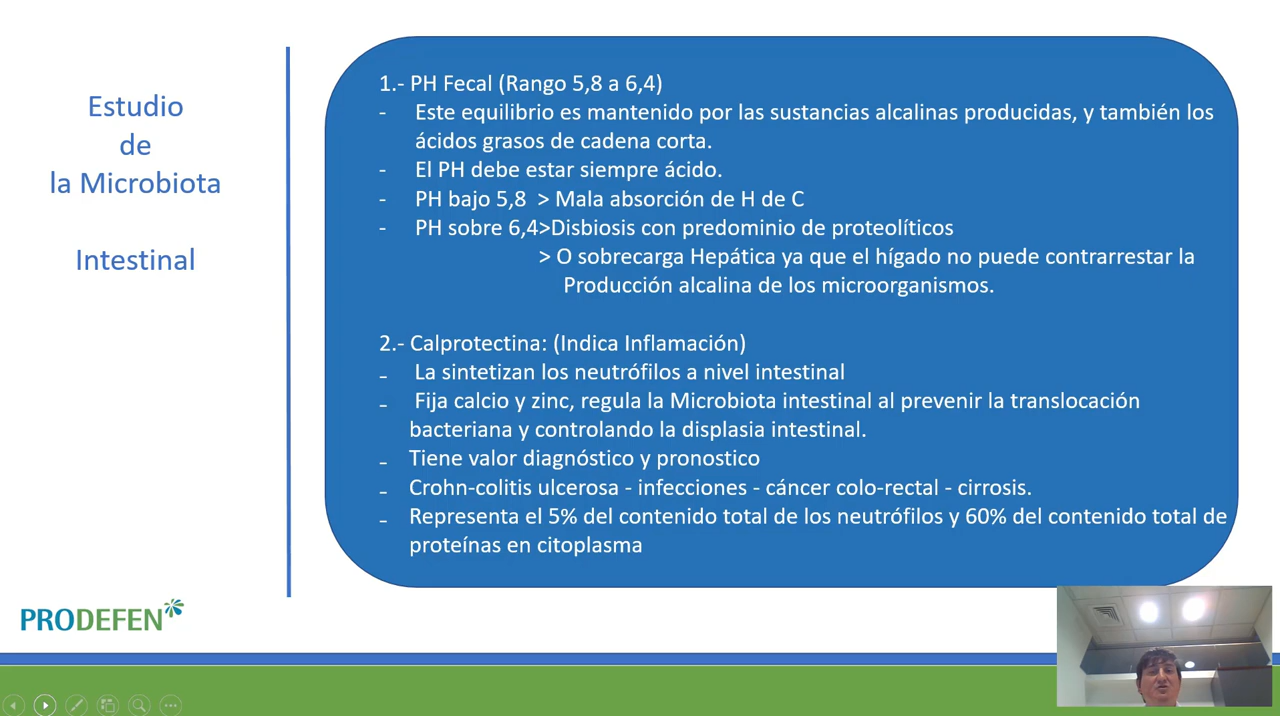 Estudio
de
la Microbiota
Intestinal
1.- PH Fecal (Rango 5,8 a 6,4)
- Este equilibrio es mantenido por las sustancias alcalinas producidas, y también los
ácidos grasos de cadena corta.
- El PH debe estar siempre ácido.
- PH bajo 5,8 > Mala absorción de H de C
- PH sobre 6,4>Disbiosis con predominio de proteolíticos
> O sobrecarga Hepática ya que el hígado no puede contrarrestar la
Producción alcalina de los microorganismos.
2.- Calprotectina: (Indica Inflamación)
- La sintetizan los neutrófilos a nivel intestinal
- Fija calcio y zinc, regula la Microbiota intestinal al prevenir la translocación
bacteriana y controlando la displasia intestinal.
- Tiene valor diagnóstico y pronostico
- Crohn-colitis ulcerosa - infecciones - cáncer colo-rectal - cirrosis.
- Representa el 5% del contenido total de los neutrófilos y 60% del contenido total de
proteínas en citoplasma
PRODEFEN